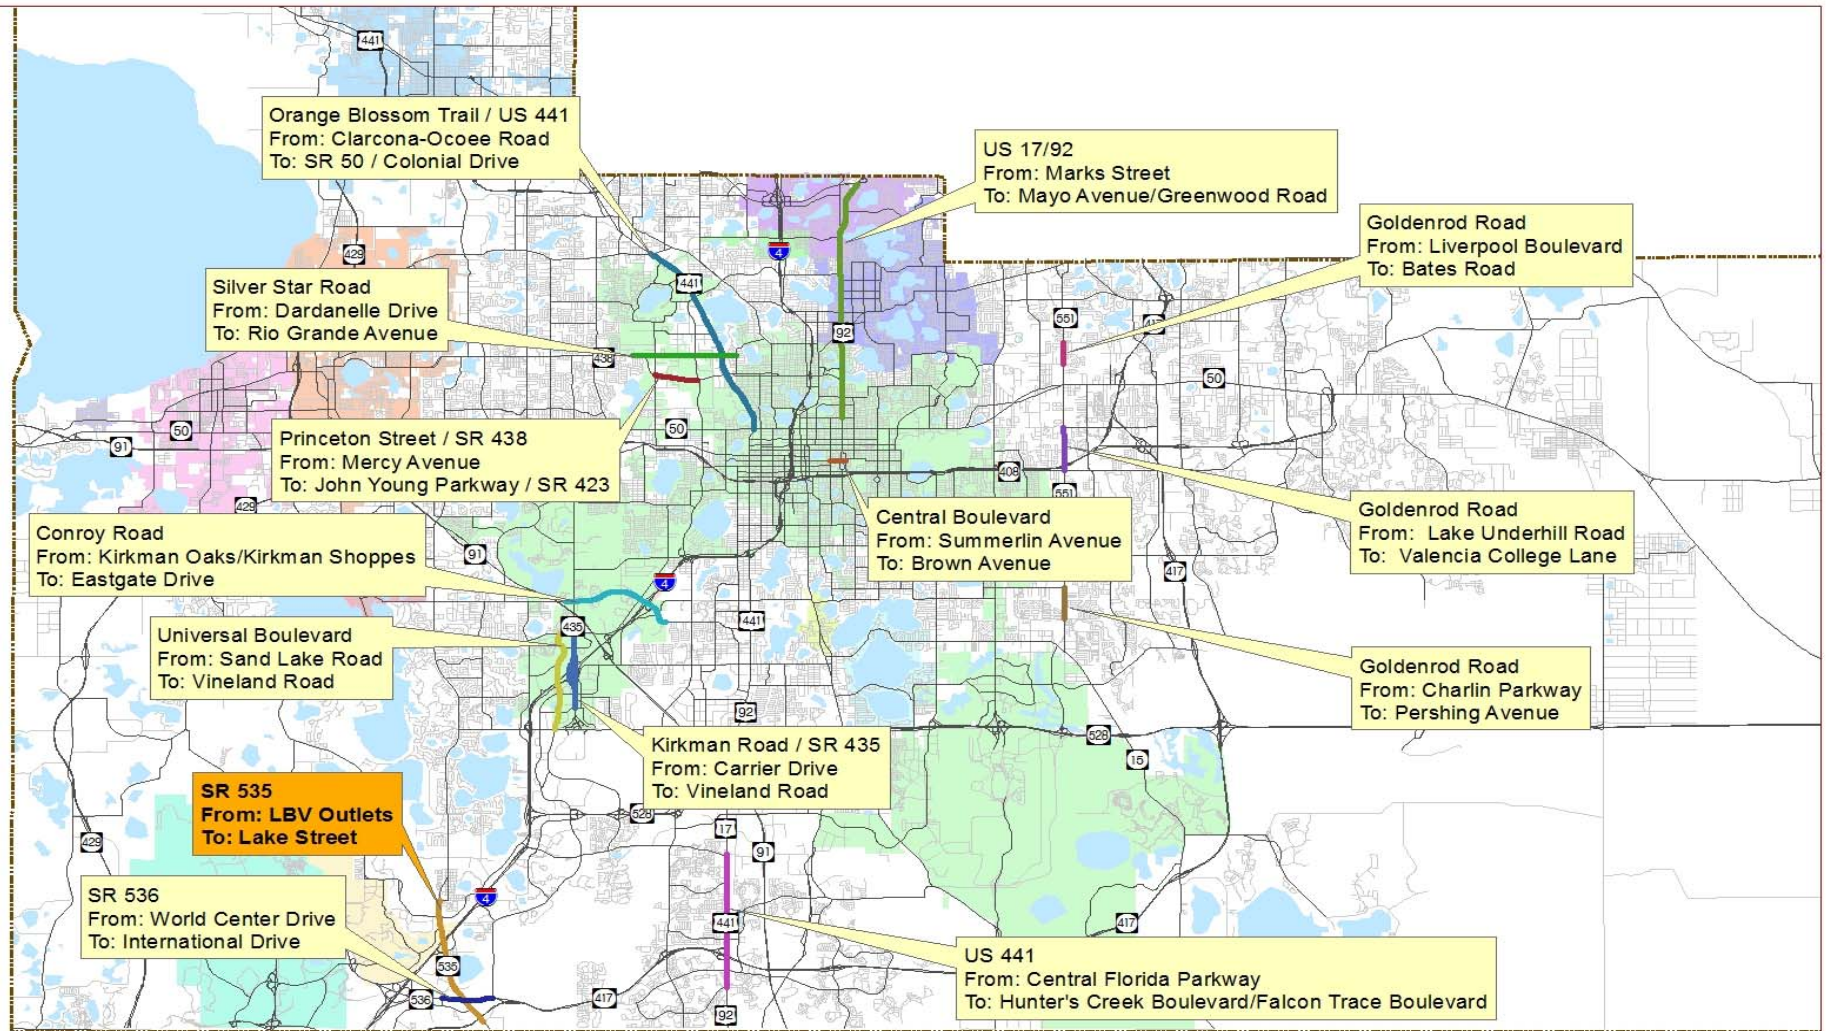 441
Orange Blossom Trail / US 441
From: Clarcona-Ocoee Road
To: SR 50 / Colonial Drive
US 17/92
From: Marks Street
To: Mayo Avenue/Greenwood Road
Goldenrod Road
From: Liverpool Boulevard
To: Bates Road
429
4
441
Silver Star Road
From: Dardanelle Drive
To: Rio Grande Avenue
551
417
92
438
50
Princeton Street / SR 438
From: Mercy Avenue
To: John Young Parkway / SR 423
50
50
91
408
551
429
Goldenrod Road
From: Lake Underhill Road
To: Valencia College Lane
Central Boulevard
From: Summerlin Avenue
To: Brown Avenue
Conroy Road
From: Kirkman Oaks/Kirkman Shoppes
To: Eastgate Drive
91
4
417
441
435
Universal Boulevard
From: Sand Lake Road
To: Vineland Road
Goldenrod Road
From: Charlin Parkway
To: Pershing Avenue
92
528
15
Kirkman Road / SR 435
From: Carrier Drive
To: Vineland Road
SR 535
From: LBV Outlets
To: Lake Street
528
17
429
91
4
SR 536
From: World Center Drive
To: International Drive
441
417
US 441
From: Central Florida Parkway
To: Hunter's Creek Boulevard/Falcon Trace Boulevard
535
536
417
92